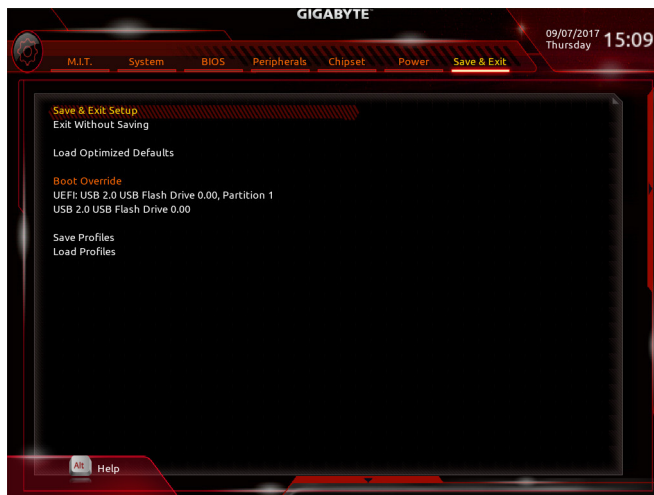 GIGABYTE™
09/07/2017 15:09
Thursday
M.I.T. System BIOS Peripherals Chipset Power Save & Exit
Save & Exit Setup
Exit Without Saving
Load Optimized Defaults
Boot Override
UEFI: USB 2.0 USB Flash Drive 0.00, Partition 1
USB 2.0 USB Flash Drive 0.00
Save Profiles
Load Profiles
Alt Help